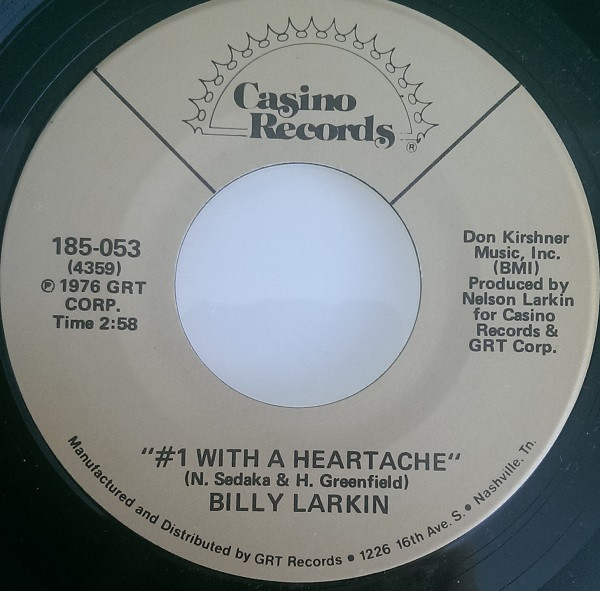 Casino
Records
®
185-053
(4359)
℗ 1976 GRT
CORP.
Time 2:58
Don Kirshner
Music, Inc.
(BMI)
Produced by
Nelson Larkin
for Casino
Records &
GRT Corp.
"#1 WITH A HEARTACHE"
(N. Sedaka & H. Greenfield)
BILLY LARKIN
Manufactured and Distributed by GRT Records • 1226 16th Ave. S. • Nashville, Tn.